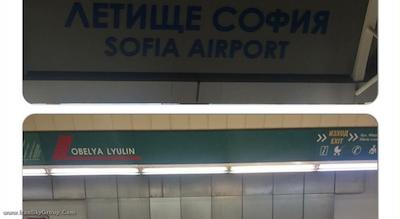 ЛЕТИЩЕ СОФИЯ
SOFIA AIRPORT
OBELYA LYULIN
ИЗХОД
EXIT